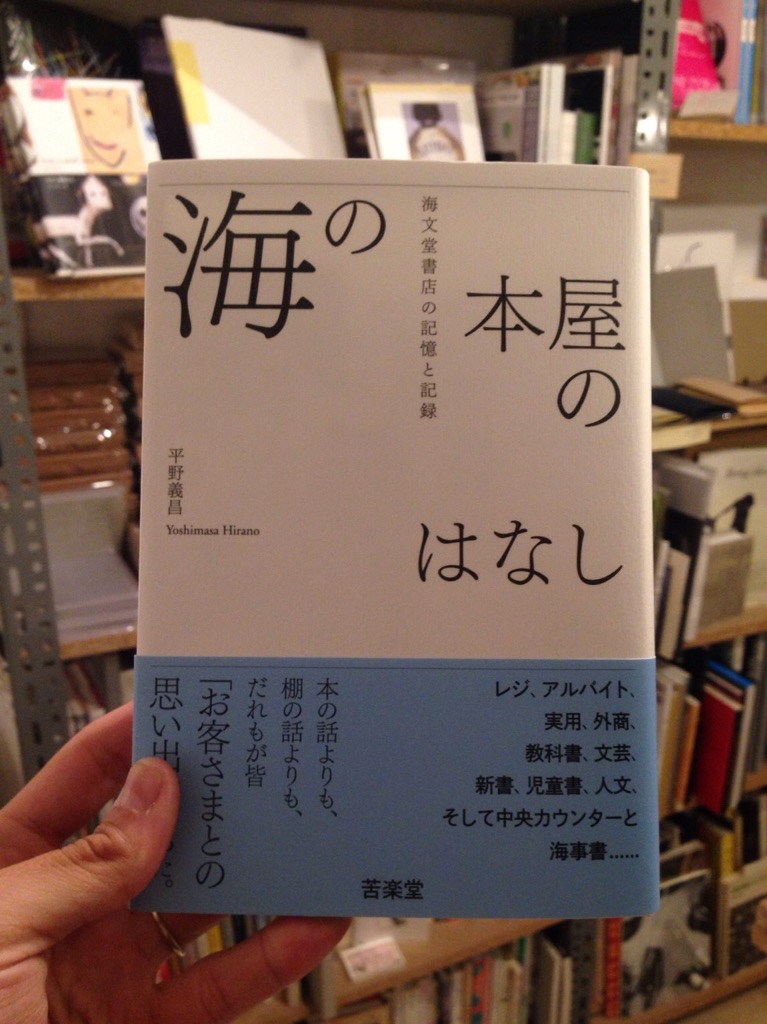 海の
本屋の
はなし
海文堂書店の記憶と記録
平野義昌
Yoshimasa Hirano
本の話よりも、
棚の話よりも、
だれもが皆
「お客さまとの
思い出
た。
レジ、アルバイト、
実用、外商、
教科書、文芸、
新書、児童書、人文、
そして中央カウンターと
海事書……
苦楽堂